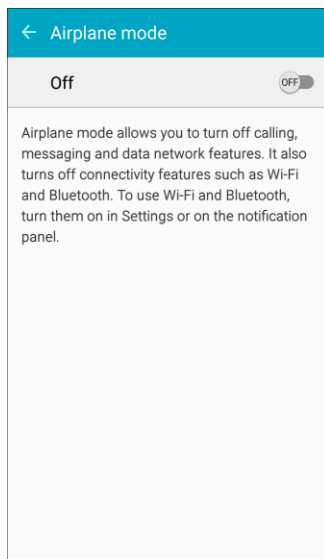 Airplane mode
Off
OFF
Airplane mode allows you to turn off calling,
messaging and data network features. It also
turns off connectivity features such as Wi-Fi
and Bluetooth. To use Wi-Fi and Bluetooth,
turn them on in Settings or on the notification
panel.